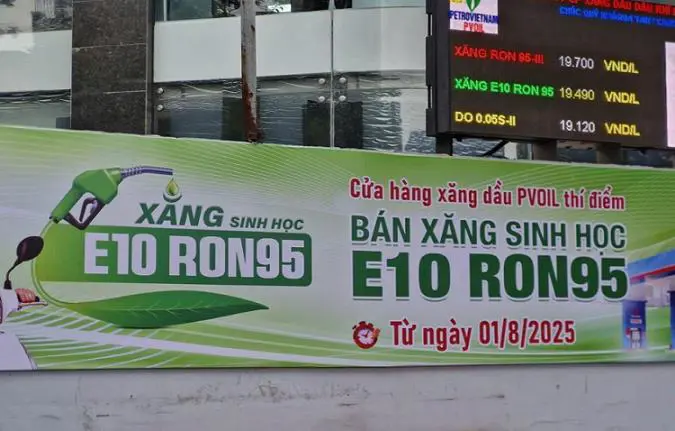 PETROVIETNAM
PVOIL
XĂNG RON 95-III 19.700 VND/L
XĂNG E10 RON 95 19.490 VND/L
DO 0.05S-II 19.120 VND/L
XĂNG SINH HỌC
E10 RON95
Cửa hàng xăng dầu PVOIL thí điểm
BÁN XĂNG SINH HỌC
E10 RON95
Từ ngày 01/8/2025